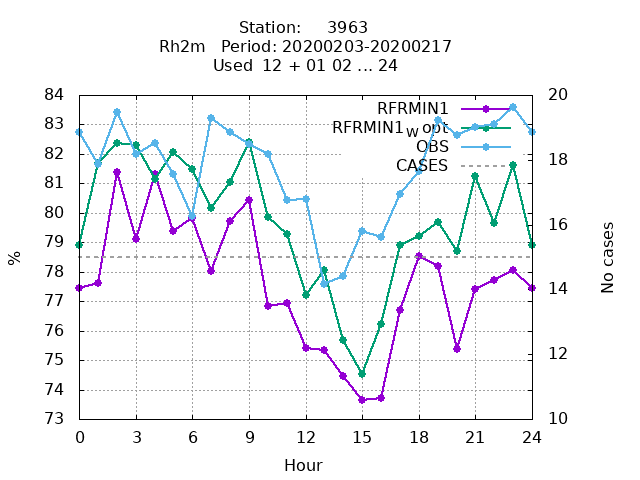 Station: 3963
Rh2m Period: 20200203-20200217
Used 12 + 01 02 ... 24
84
83
82
81
80
79
78
77
76
75
74
73
20
18
16
14
12
10
RFRMIN1
RFRMIN1w opt
OBS
CASES
%
No cases
0 3 6 9 12 15 18 21 24
Hour